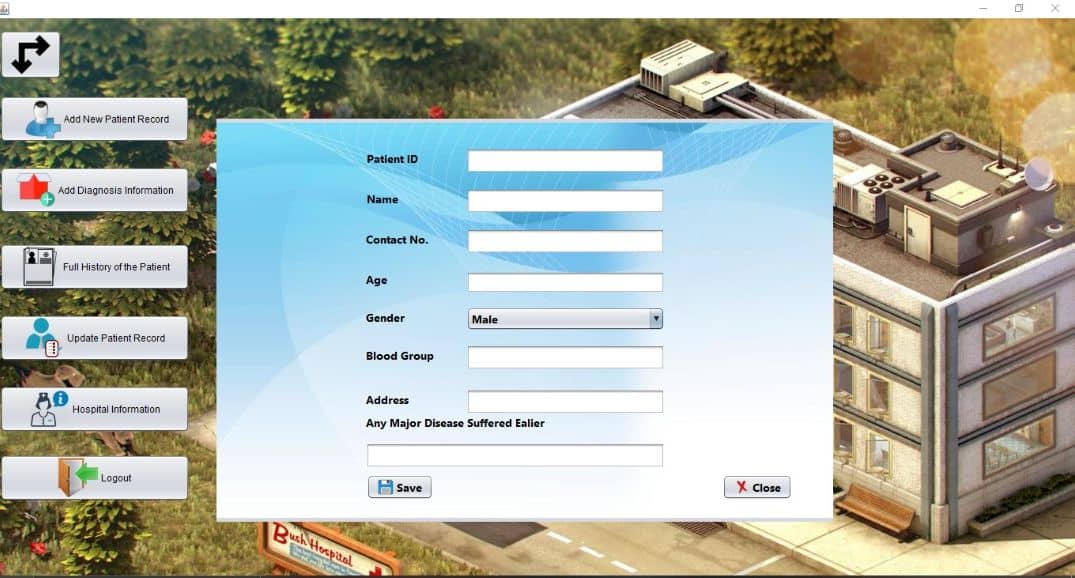 Add New Patient Record
Add Diagnosis Information
Full History of the Patient
Update Patient Record
Hospital Information
Logout
Patient ID
Name
Contact No.
Age
Gender
Male
Blood Group
Address
Any Major Disease Suffered Ealier
Save
Close
Bush Hospital